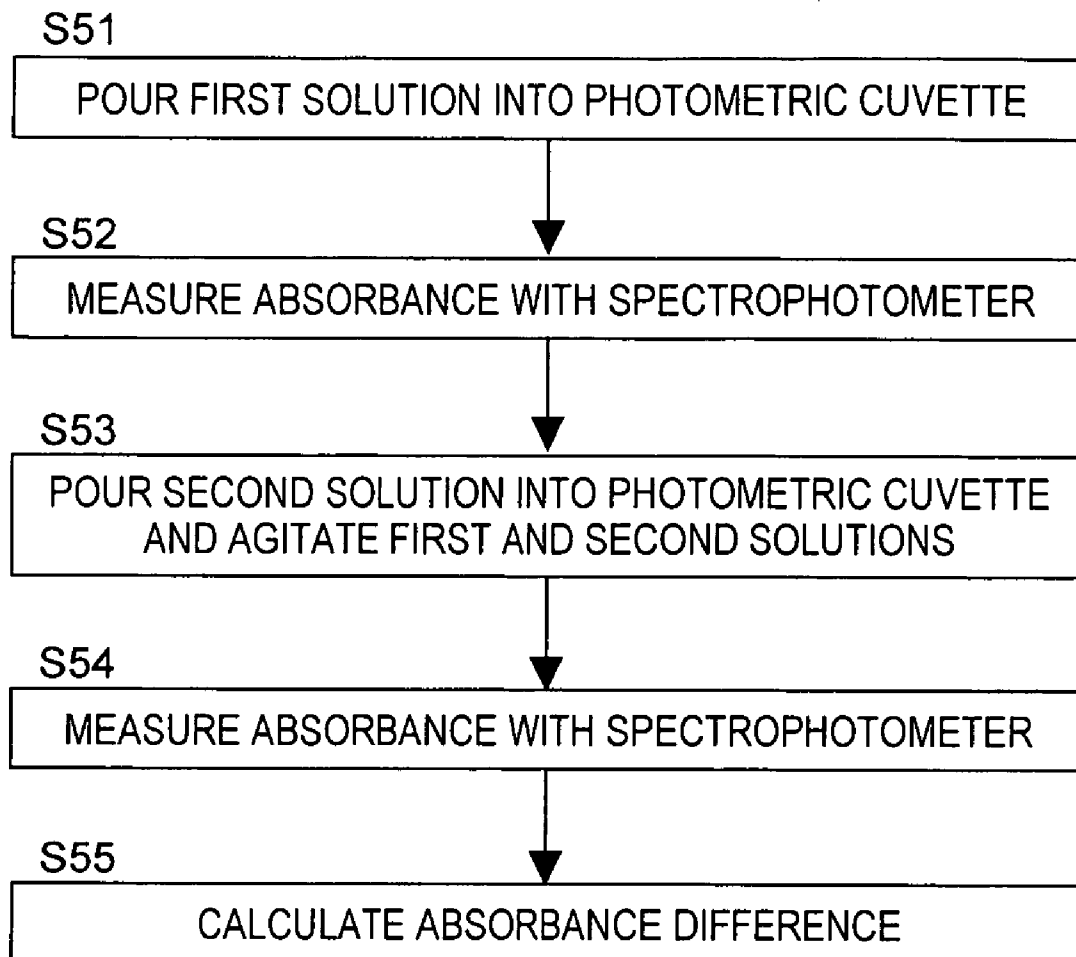 S51
POUR FIRST SOLUTION INTO PHOTOMETRIC CUVETTE
S52
MEASURE ABSORBANCE WITH SPECTROPHOTOMETER
S53
POUR SECOND SOLUTION INTO PHOTOMETRIC CUVETTE
AND AGITATE FIRST AND SECOND SOLUTIONS
S54
MEASURE ABSORBANCE WITH SPECTROPHOTOMETER
S55
CALCULATE ABSORBANCE DIFFERENCE